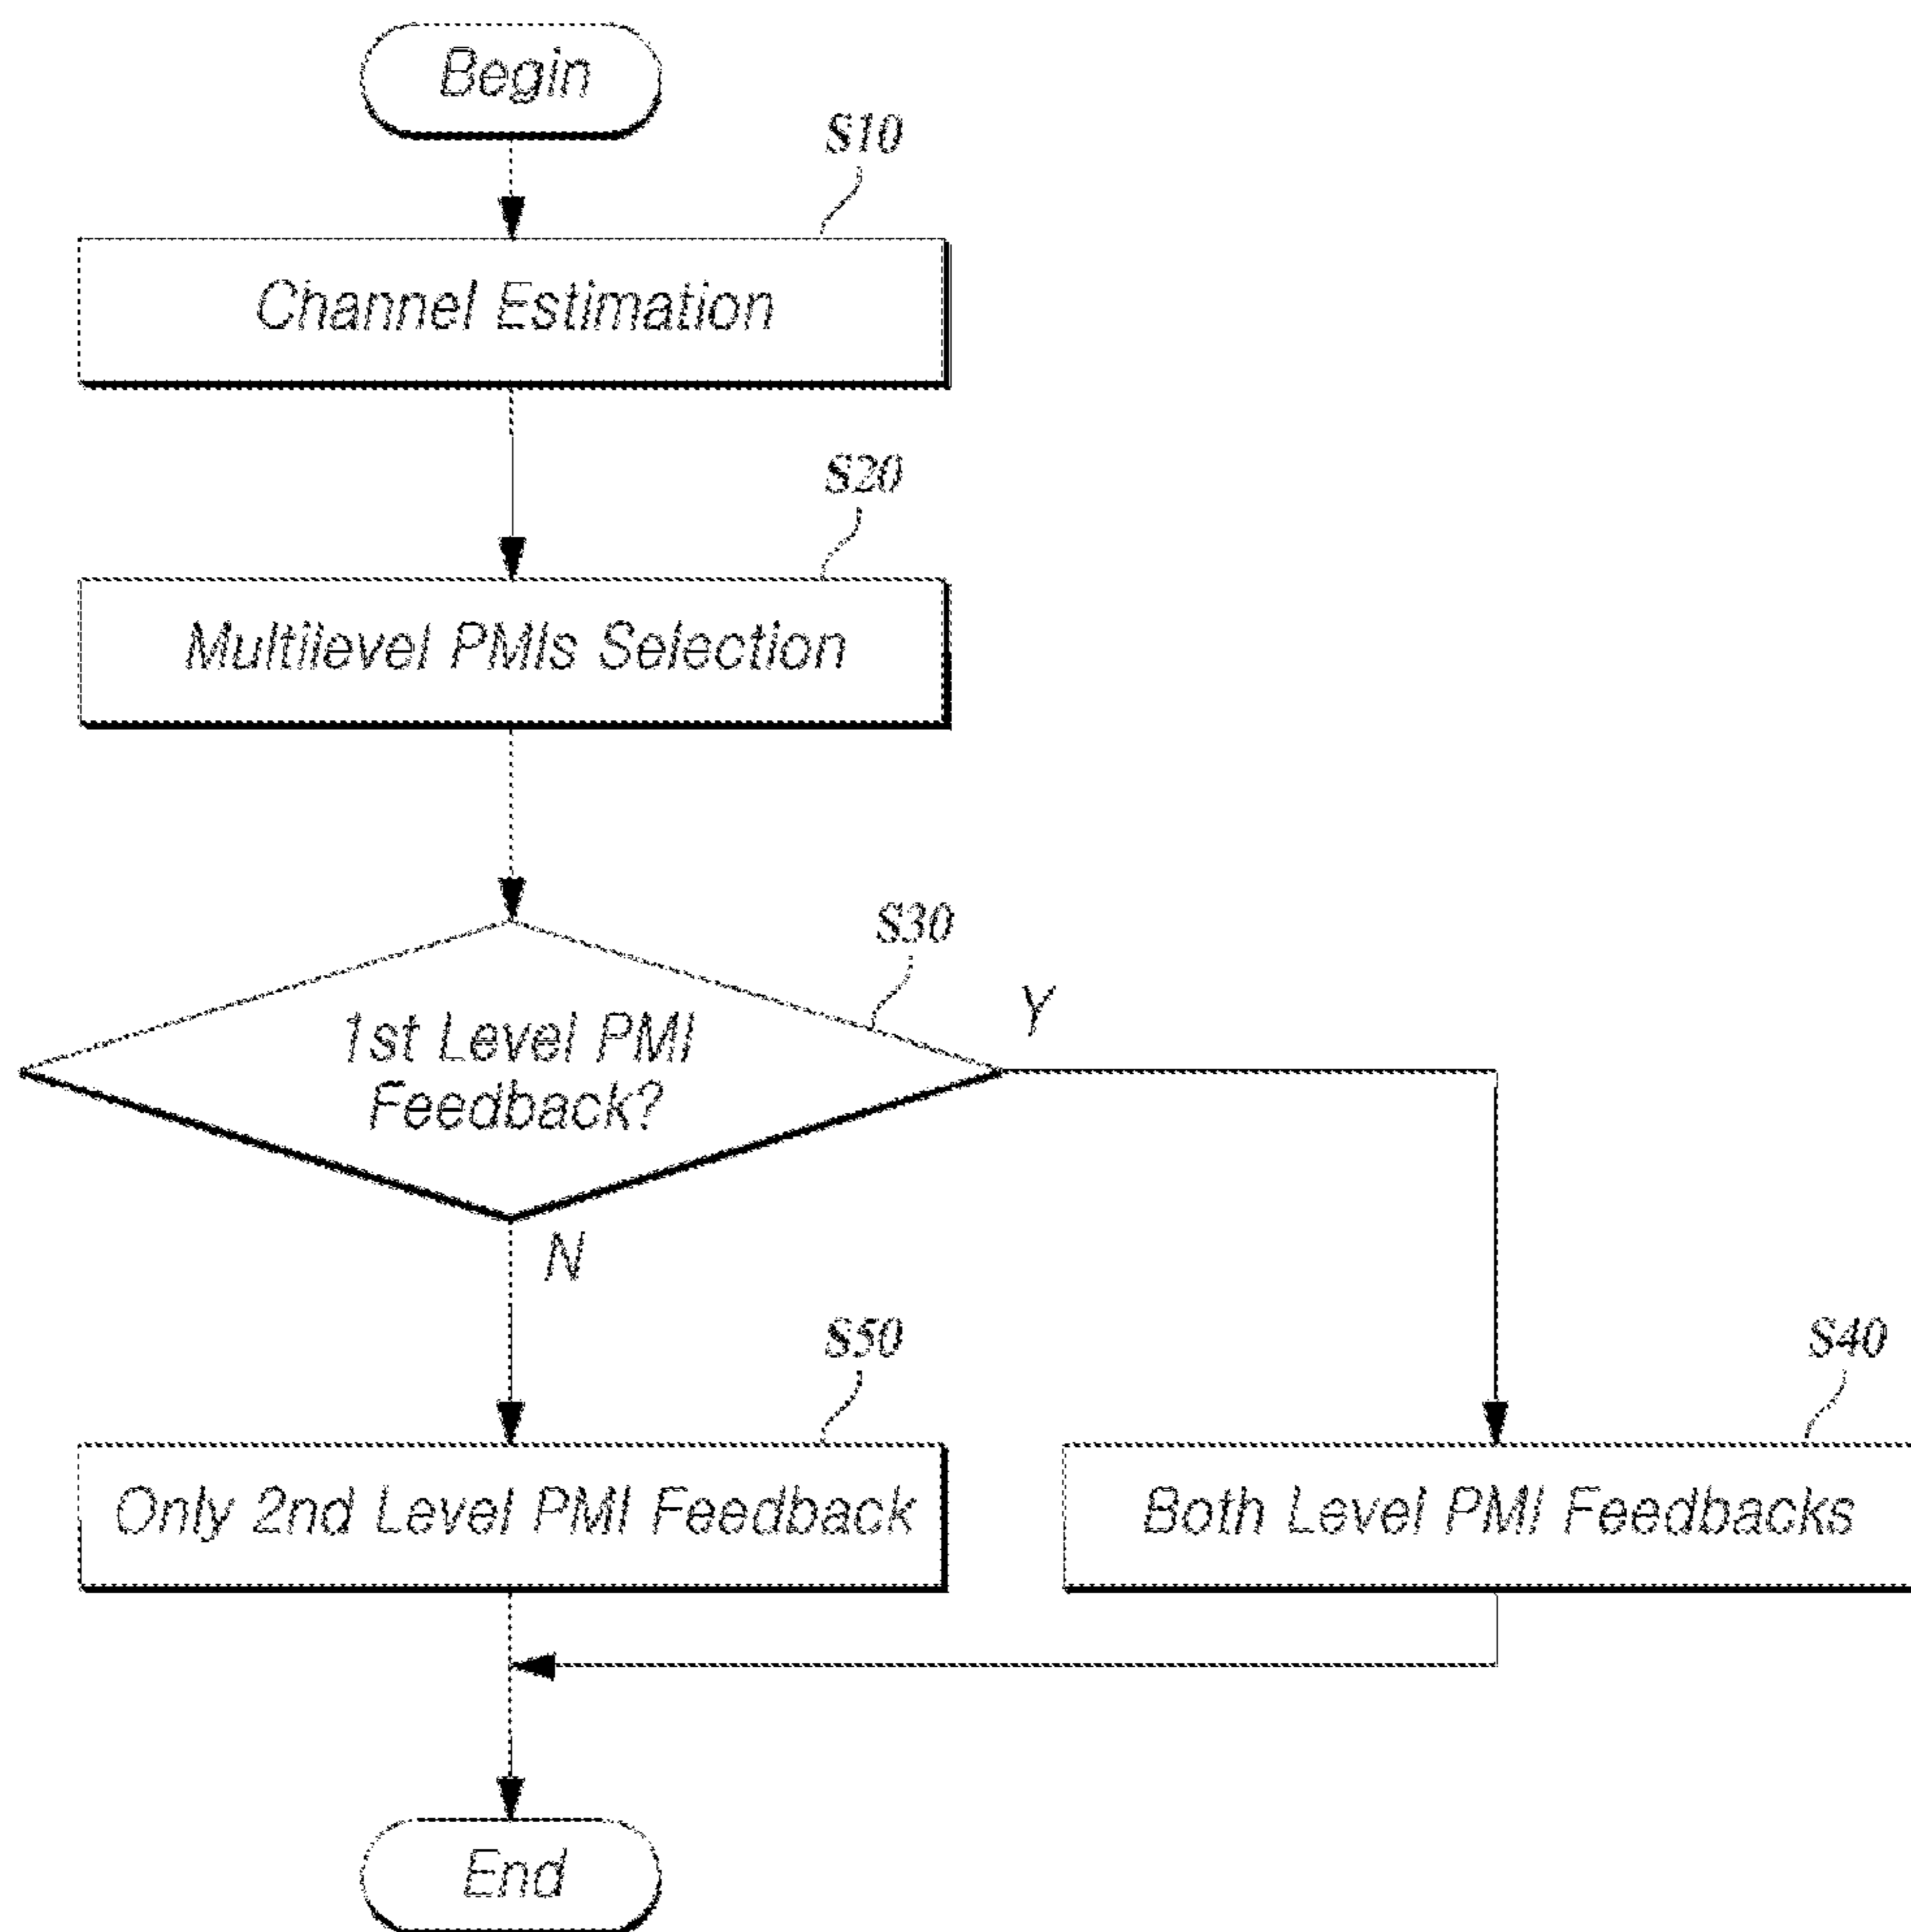 Begin
S10
Channel Estimation
S20
Multilevel PMIs Selection
S30
1st Level PMI
Feedback?
Y
N
S50
Only 2nd Level PMI Feedback
S40
Both Level PMI Feedbacks
End